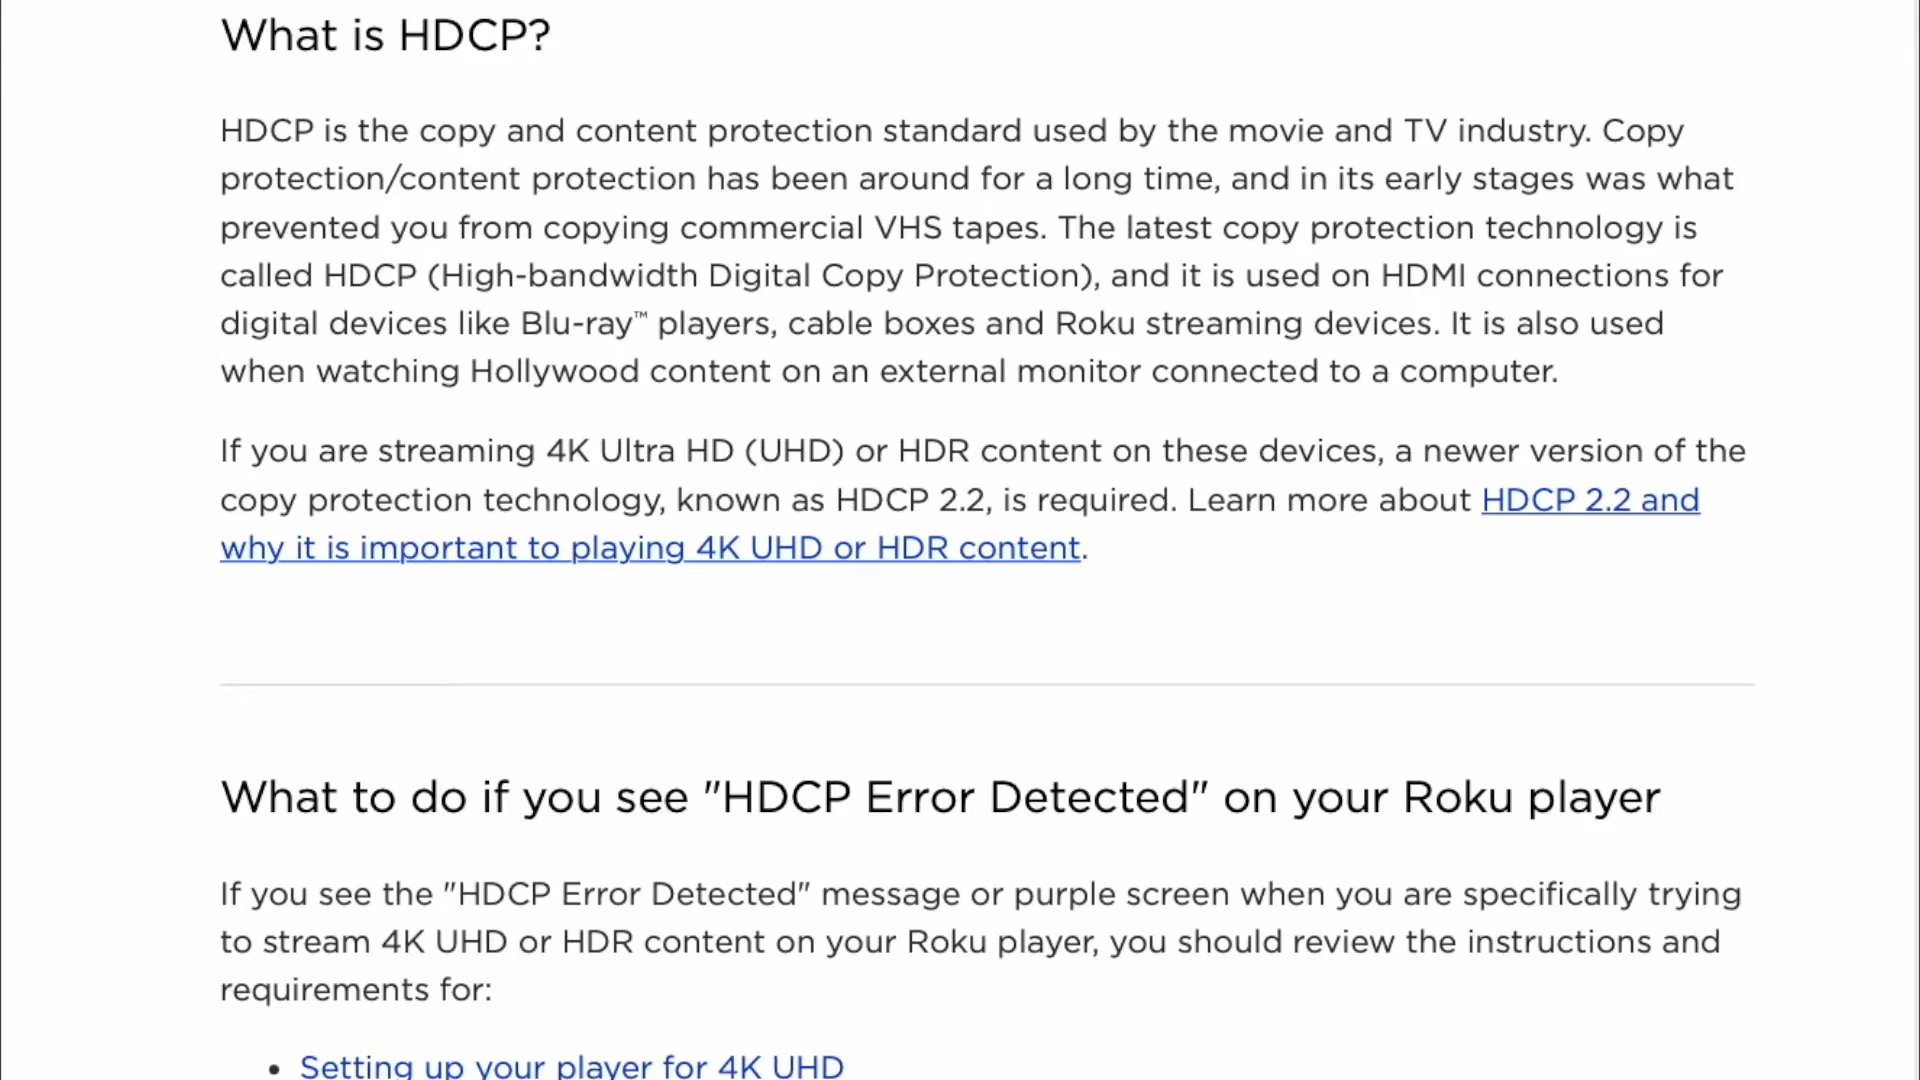 What is HDCP?
HDCP is the copy and content protection standard used by the movie and TV industry. Copy
protection/content protection has been around for a long time, and in its early stages was what
prevented you from copying commercial VHS tapes. The latest copy protection technology is
called HDCP (High-bandwidth Digital Copy Protection), and it is used on HDMI connections for
digital devices like Blu-ray™ players, cable boxes and Roku streaming devices. It is also used
when watching Hollywood content on an external monitor connected to a computer.
If you are streaming 4K Ultra HD (UHD) or HDR content on these devices, a newer version of the
copy protection technology, known as HDCP 2.2, is required. Learn more about HDCP 2.2 and
why it is important to playing 4K UHD or HDR content.
What to do if you see "HDCP Error Detected" on your Roku player
If you see the "HDCP Error Detected" message or purple screen when you are specifically trying
to stream 4K UHD or HDR content on your Roku player, you should review the instructions and
requirements for:
• Setting up your player for 4K UHD